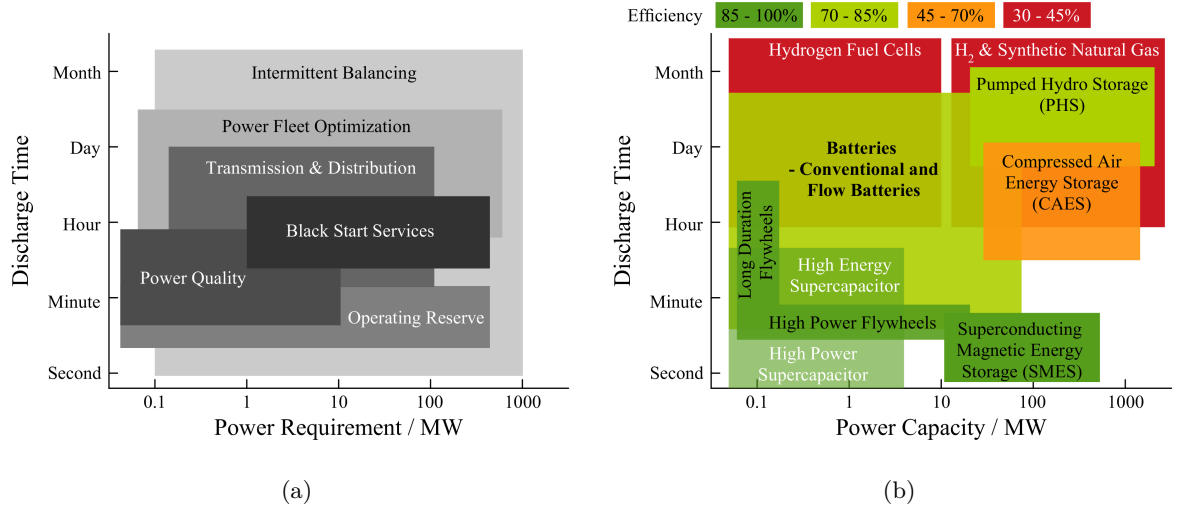 Month
Day
Hour
Minute
Second
Discharge Time
Intermittent Balancing
Power Fleet Optimization
Transmission & Distribution
Black Start Services
Power Quality
Operating Reserve
0.1 1 10 100 1000
Power Requirement / MW
(a)
Efficiency 85 - 100% 70 - 85% 45 - 70% 30 - 45%
Month
Day
Hour
Minute
Second
Discharge Time
Hydrogen Fuel Cells
H2 & Synthetic Natural Gas
Pumped Hydro Storage
(PHS)
Batteries
- Conventional and
Flow Batteries
Compressed Air
Energy Storage
(CAES)
Long Duration
Flywheels
High Energy
Supercapacitor
High Power Flywheels
High Power
Supercapacitor
Superconducting
Magnetic Energy
Storage (SMES)
0.1 1 10 100 1000
Power Capacity / MW
(b)